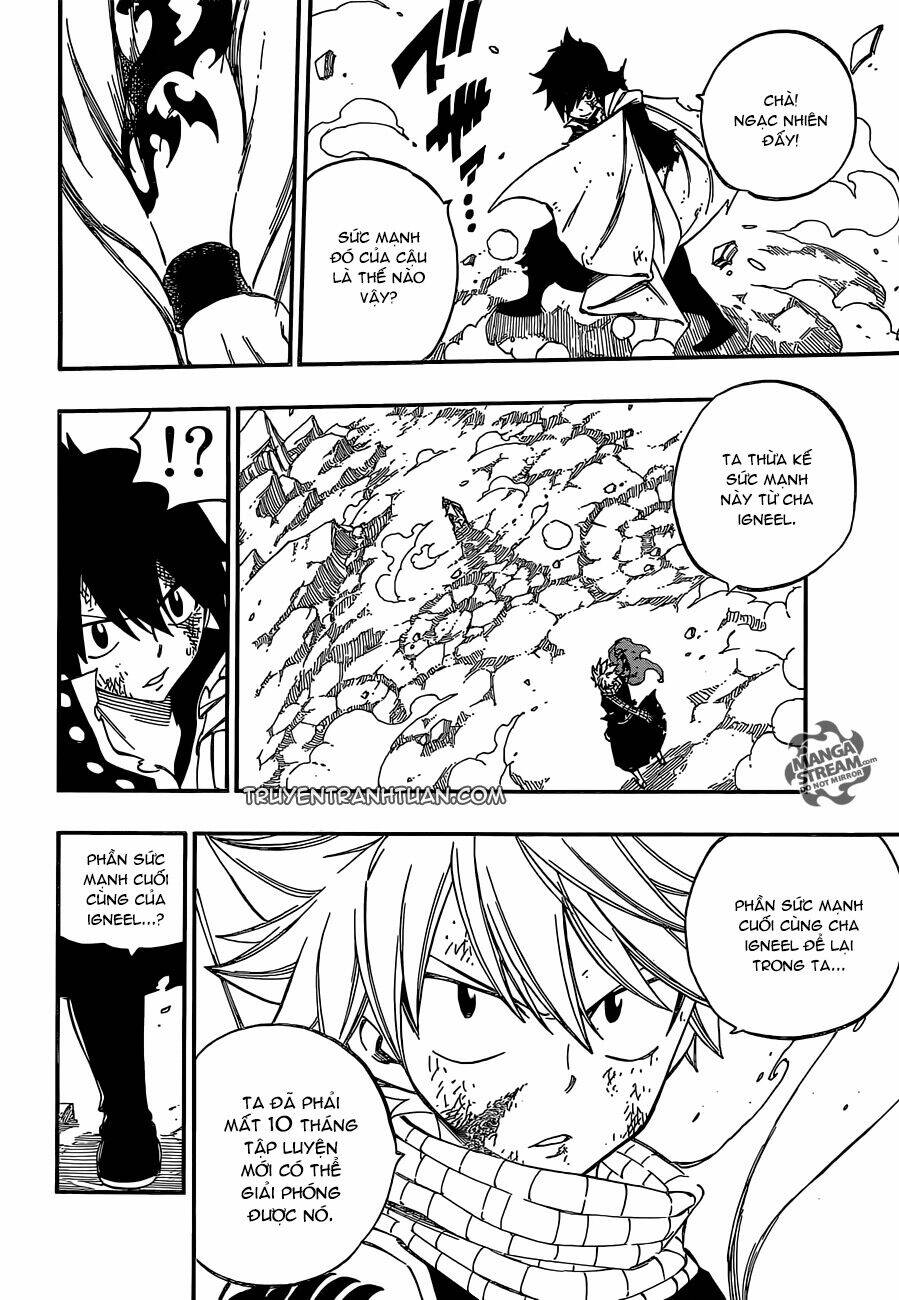 CHÀ!
NGẠC NHIÊN
ĐẤY!
ズザザ…
SỨC MẠNH
ĐÓ CỦA CẬU
LÀ THẾ NÀO
VẬY?
TA THỪA KẾ
SỨC MẠNH
NÀY TỪ CHA
IGNEEL.
!?
MANGA
STREAM.com
DO NOT MIRROR!
TRUYENTRANHTUAN.COM
PHẦN SỨC MẠNH
CUỐI CÙNG CHA
IGNEEL ĐỂ LẠI
TRONG TA...
TA ĐÃ PHẢI
MẤT 10 THÁNG
TẬP LUYỆN
MỚI CÓ THỂ
GIẢI PHÓNG
ĐƯỢC NÓ.
PHẦN SỨC
MẠNH CUỐI
CÙNG CỦA
IGNEEL...?